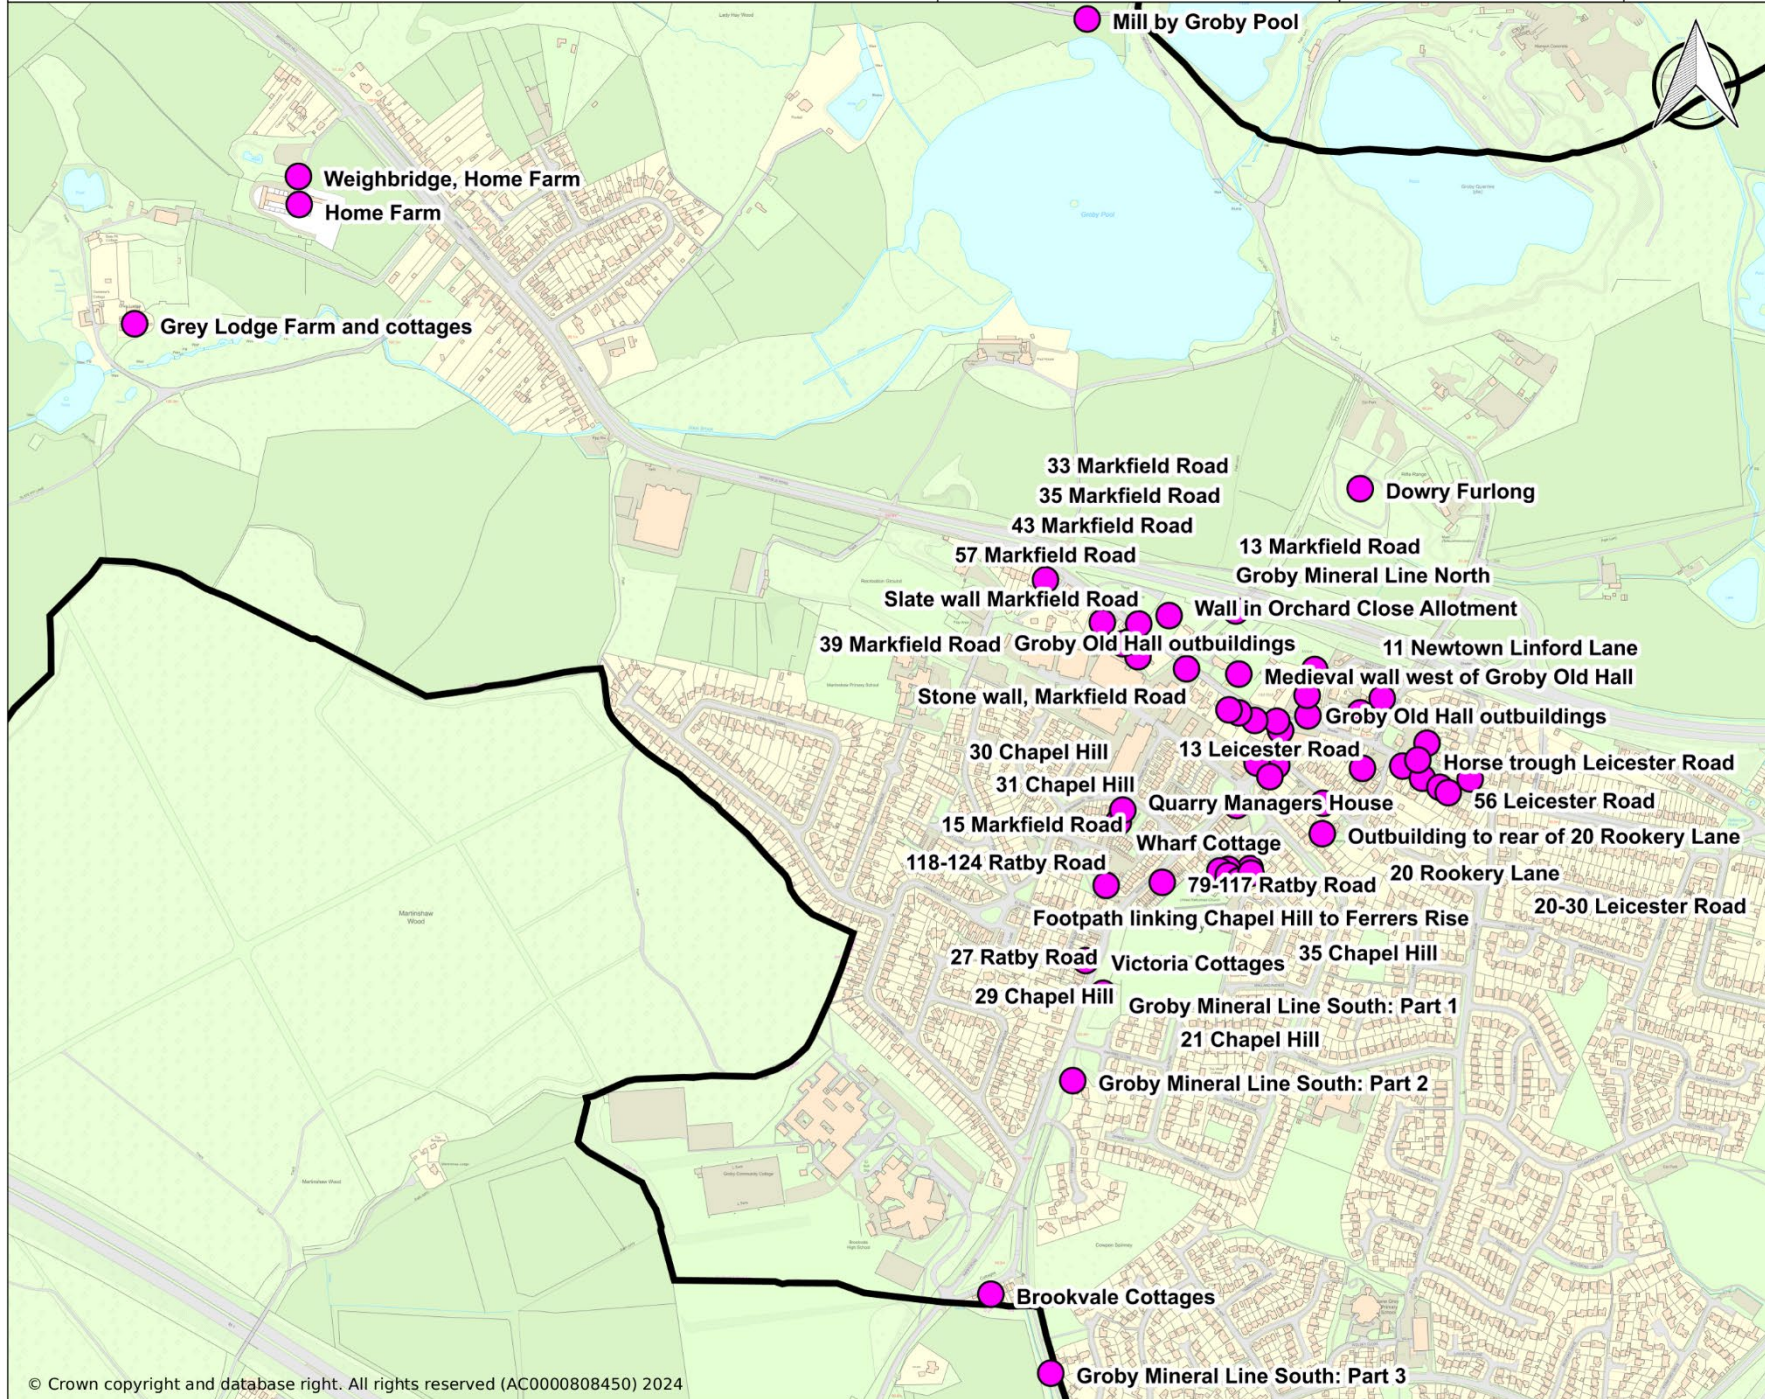 Mill by Groby Pool
Weighbridge, Home Farm
Home Farm
Groby Pool
Grey Lodge Farm and cottages
33 Markfield Road
35 Markfield Road
Dowry Furlong
43 Markfield Road
13 Markfield Road
57 Markfield Road
Groby Mineral Line North
Slate wall Markfield Road
Wall in Orchard Close Allotment
39 Markfield Road
Groby Old Hall outbuildings
11 Newtown Linford Lane
Medieval wall west of Groby Old Hall
Stone wall, Markfield Road
Groby Old Hall outbuildings
30 Chapel Hill
13 Leicester Road
Horse trough Leicester Road
31 Chapel Hill
Quarry Managers House
56 Leicester Road
15 Markfield Road
Outbuilding to rear of 20 Rookery Lane
Wharf Cottage
118-124 Ratby Road
20 Rookery Lane
79-117 Ratby Road
20-30 Leicester Road
Martinshaw
Wood
Footpath linking Chapel Hill to Ferrers Rise
27 Ratby Road
Victoria Cottages
35 Chapel Hill
29 Chapel Hill
Groby Mineral Line South: Part 1
21 Chapel Hill
Groby Mineral Line South: Part 2
Martinshaw Wood
Brookvale Cottages
Groby Mineral Line South: Part 3
© Crown copyright and database right. All rights reserved (AC0000808450) 2024